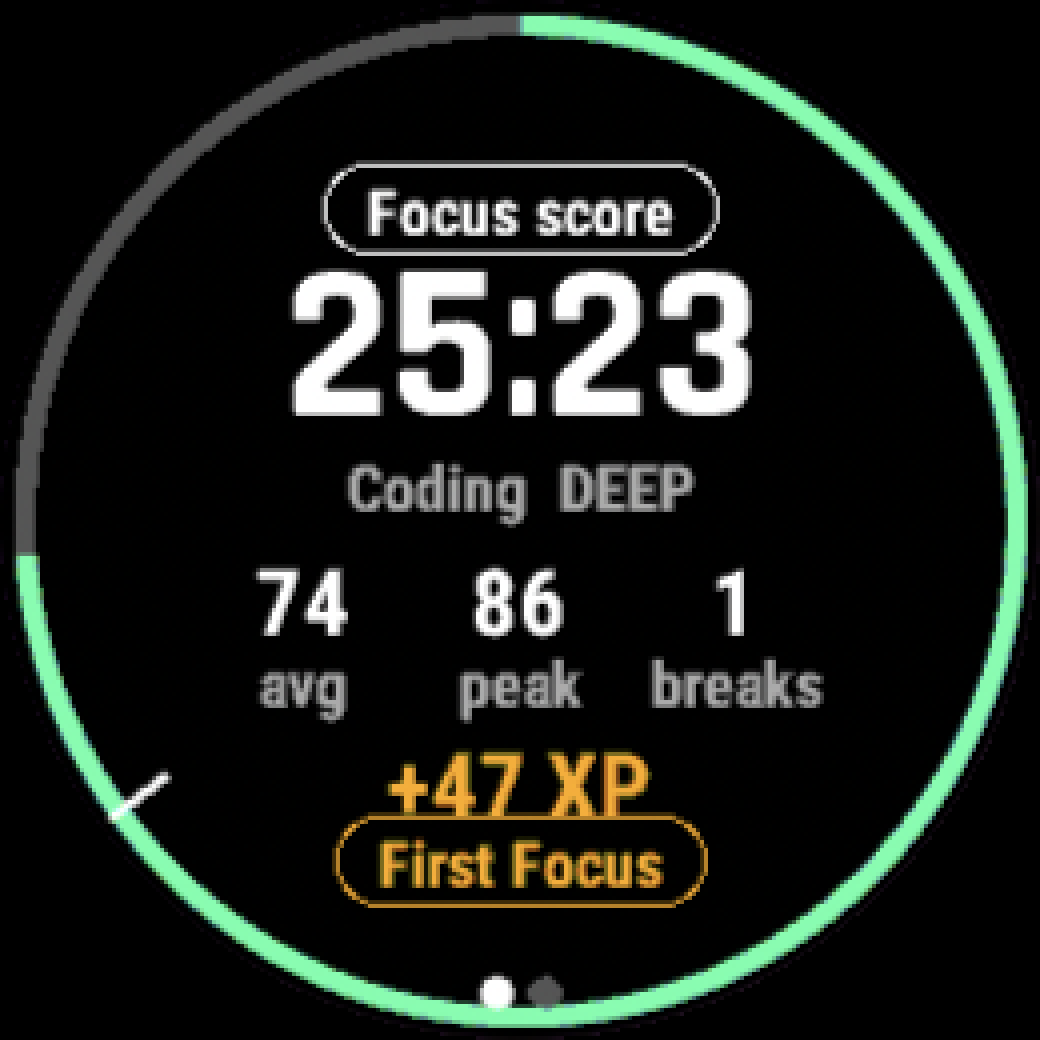 Focus score
25:23
Coding DEEP
74 86 1
avg peak breaks
+47 XP
First Focus